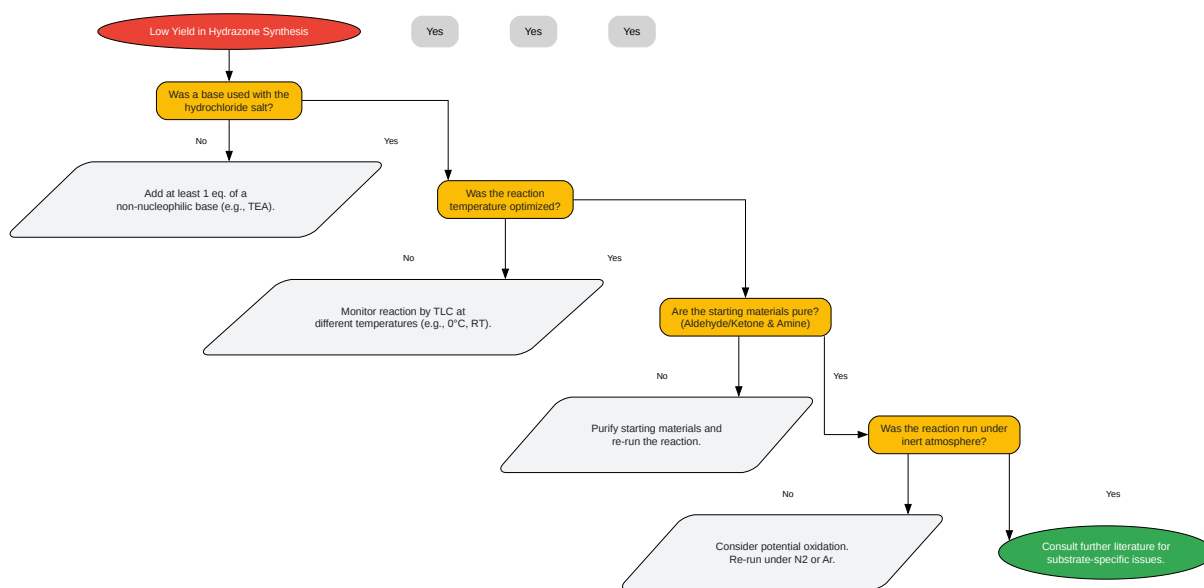 Low Yield in Hydrazone Synthesis
Yes
Yes
Yes
Was a base used with the
hydrochloride salt?
No
Yes
Add at least 1 eq. of a
non-nucleophilic base (e.g., TEA).
Was the reaction
temperature optimized?
No
Yes
Monitor reaction by TLC at
different temperatures (e.g., 0°C, RT).
Are the starting materials pure?
(Aldehyde/Ketone & Amine)
No
Yes
Purify starting materials and
re-run the reaction.
Was the reaction run under
inert atmosphere?
No
Yes
Consider potential oxidation.
Re-run under N2 or Ar.
Consult further literature for
substrate-specific issues.